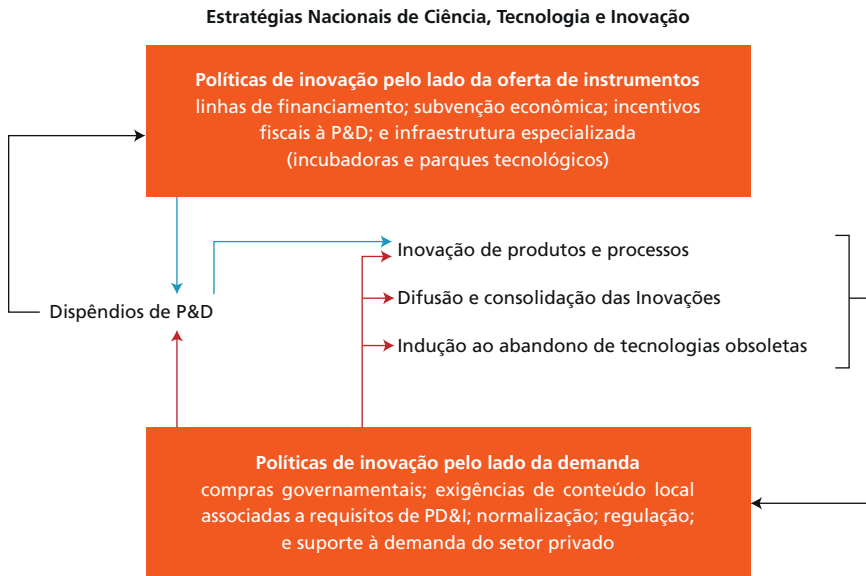 Estratégias Nacionais de Ciência, Tecnologia e Inovação
Políticas de inovação pelo lado da oferta de instrumentos
linhas de financiamento; subvenção econômica; incentivos
fiscais à P&D; e infraestrutura especializada
(incubadoras e parques tecnológicos)
Inovação de produtos e processos
Difusão e consolidação das Inovações
Dispêndios de P&D
Indução ao abandono de tecnologias obsoletas
Políticas de inovação pelo lado da demanda
compras governamentais; exigências de conteúdo local
associadas a requisitos de PD&I; normalização; regulação;
e suporte à demanda do setor privado